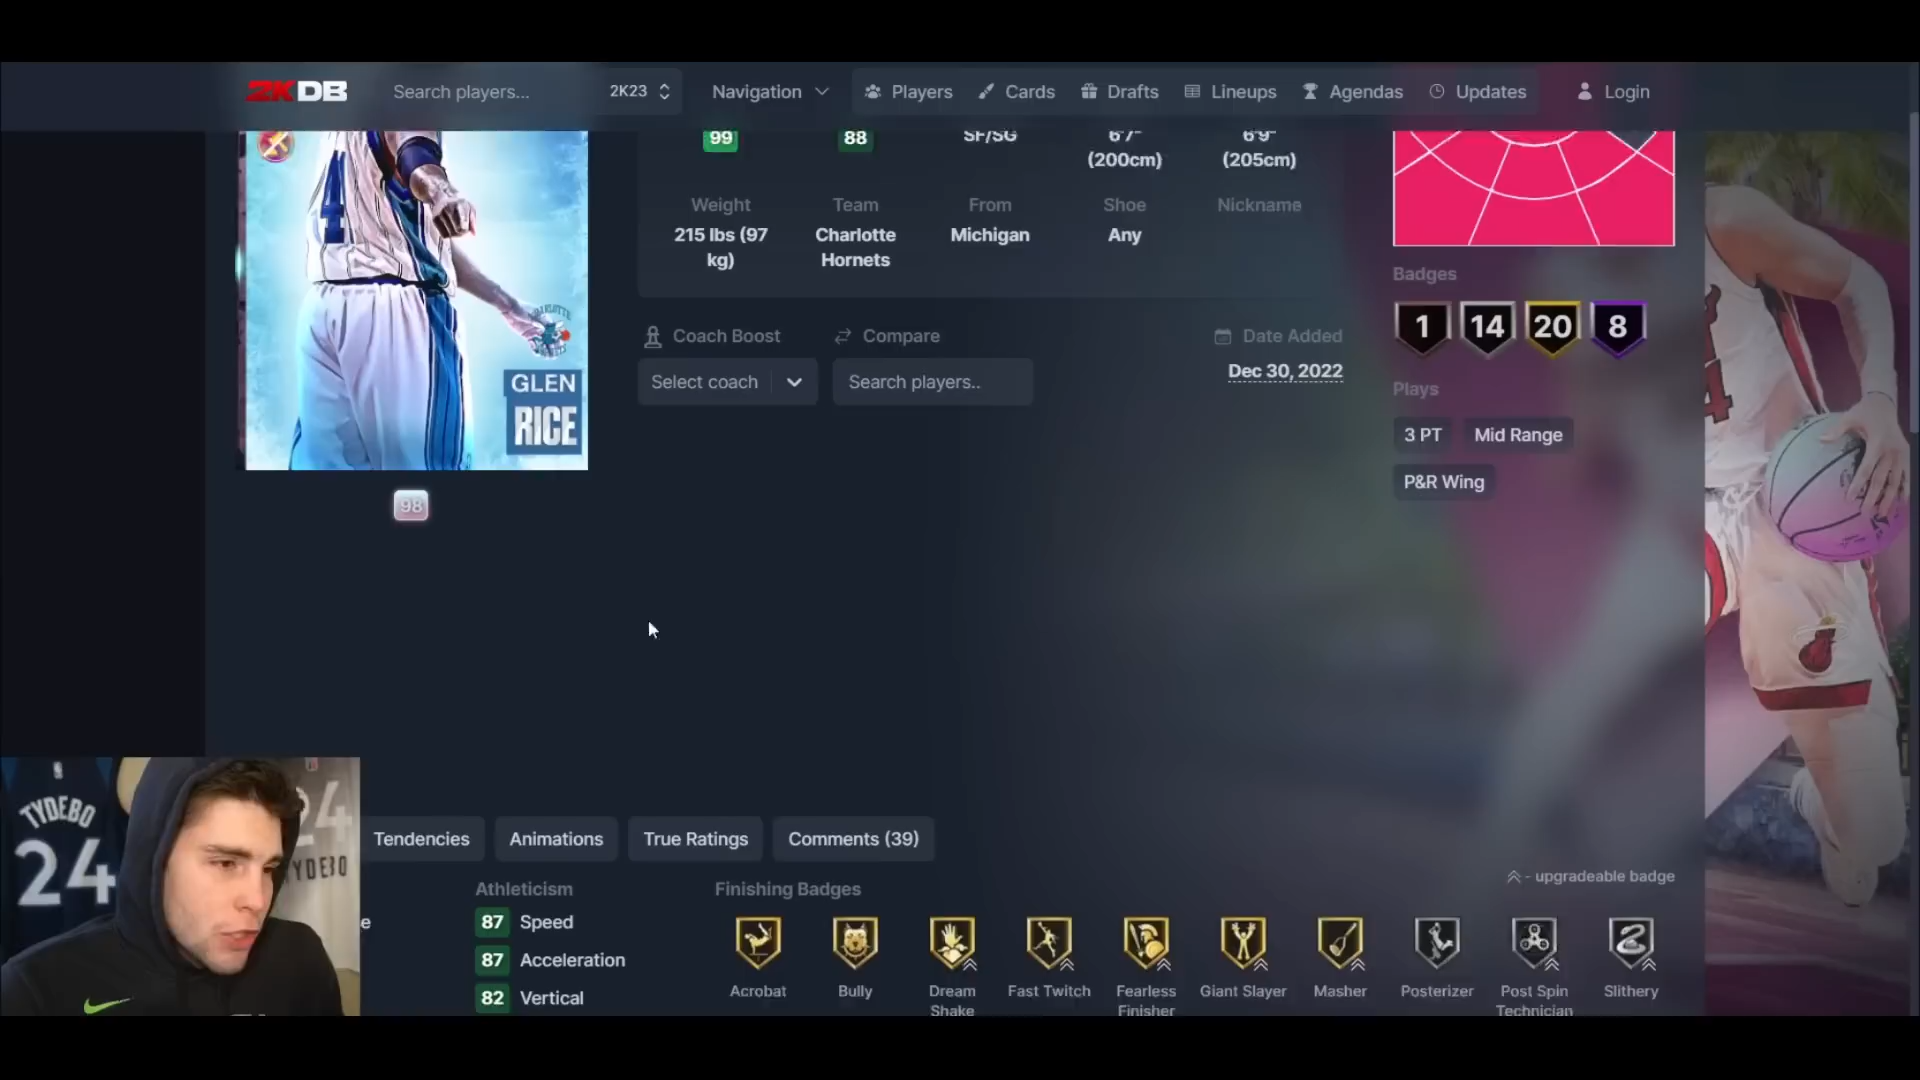 2KDB
Search players...
2K23
Navigation
Players
Cards
Drafts
Lineups
Agendas
Updates
Login
99
88
SF/SG
6'7"
(200cm)
6'9"
(205cm)
Weight
215 lbs (97
kg)
Team
Charlotte
Hornets
From
Michigan
Shoe
Any
Nickname
4
GLEN
RICE
98
Coach Boost
Select coach
Compare
Search players..
Date Added
Dec 30, 2022
Badges
1
14
20
8
Plays
3 PT
Mid Range
P&R Wing
Tendencies
Animations
True Ratings
Comments (39)
- upgradeable badge
e
Athleticism
87 Speed
87 Acceleration
82 Vertical
Finishing Badges
Acrobat
Bully
Dream
Shake
Fast Twitch
Fearless
Finisher
Giant Slayer
Masher
Posterizer
Post Spin
Technician
Slithery
TYDEBO
24
24
YDEBO